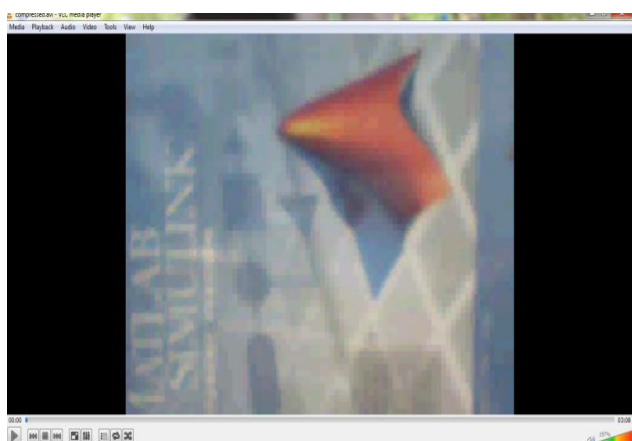 compressed.avi - VLC media player
Media Playback Audio Video Tools View Help
MATLAB
SIMULINK
00:00
03:08